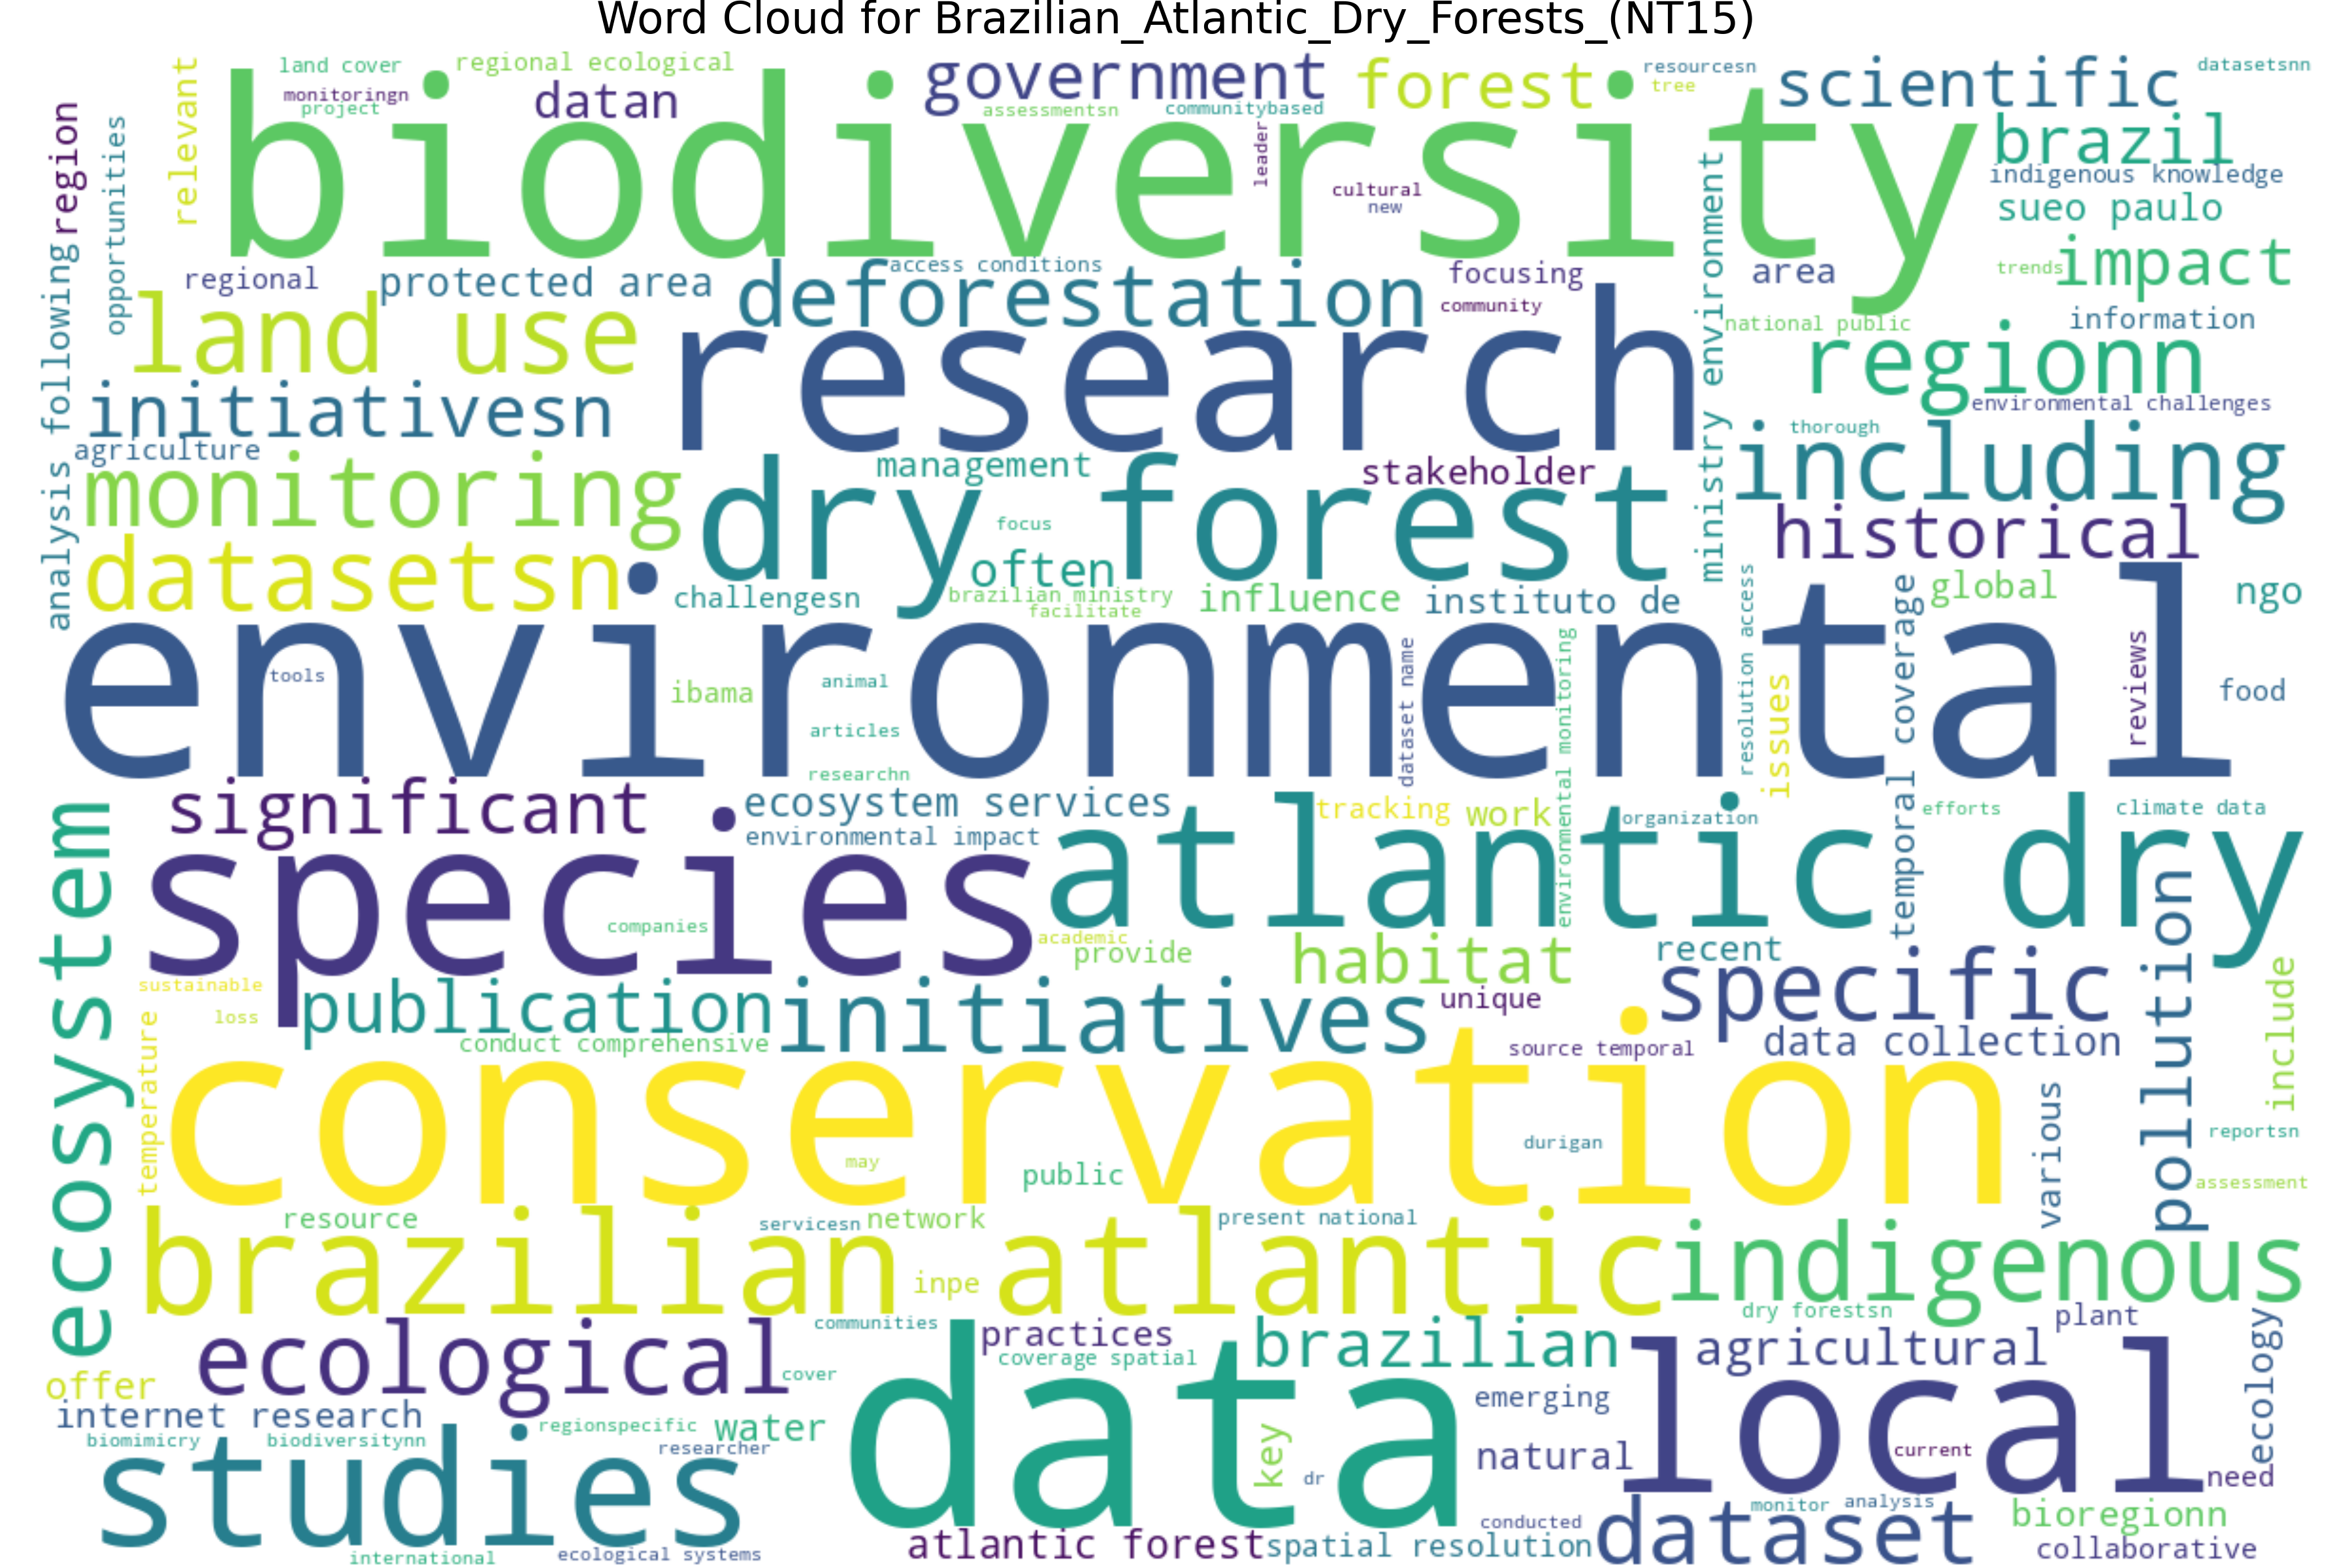 Word Cloud for Brazilian_Atlantic_Dry_Forests_(NT15)
land cover
regional ecological
monitoringn
project
datan
government
assessmentsn
communitybased
forest
resourcesn
tree
scientific
datasetsnn
relevant
region
opportunities
biodiversity
leader
cultural
new
brazil
indigenous knowledge
sueo paulo
ministry environment
trends
impact
regional
protected area
deforestation
access conditions
focusing
community
area
analysis following
land use
research
national public
information
regionn
environmental challenges
initiativesn
agriculture
management
stakeholder
thorough
including
monitoring
dry forest
focus
historical
datasetsn
often
challengesn
brazilian ministry
facilitate
influence
instituto de
resolution access
temporal coverage
global
ngo
environmental
tools
ibama
animal
articles
researchn
dataset name
environmental monitoring
issues
reviews
food
significant
ecosystem services
environmental impact
tracking
work
organization
efforts
climate data
ecosystem
species
companies
atlantic dry
academic
provide
habitat
recent
pollution
sustainable
loss
publication
initiatives
unique
specific
include
conduct comprehensive
source temporal
data collection
temperature
conservation
may
public
durigan
various
reportsn
assessment
resource
servicesn
network
present national
brazilian atlantic
inpe
indigenous
dry forestsn
plant
communities
ecological
cover
practices
coverage spatial
brazilian
agricultural
ecology
offer
internet research
regionspecific
water
data
emerging
local
biomimicry
biodiversitynn
researcher
key
dr
natural
current
need
studies
monitor
analysis
bioregionn
conducted
dataset
atlantic forest
spatial resolution
collaborative
international
ecological systems